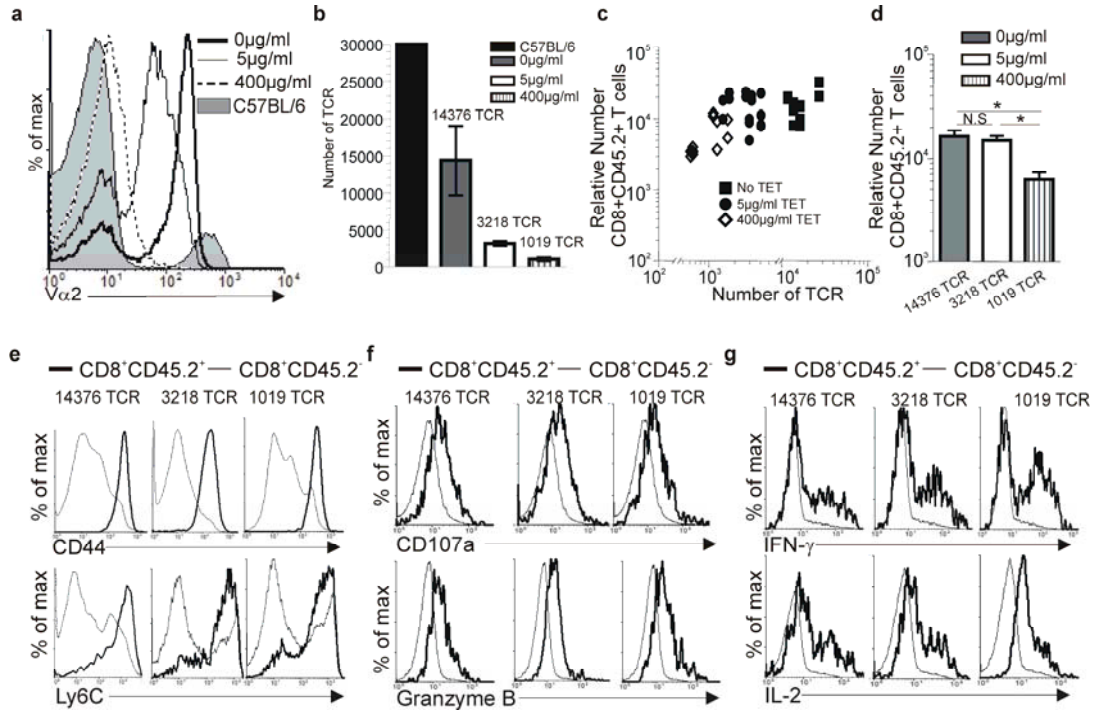 a
% of max
0μg/ml
5μg/ml
400μg/ml
C57BL/6
10⁰ 10¹ 10² 10³ 10⁴
Vα2
b
Number of TCR
30000
25000
20000
15000
10000
5000
0
C57BL/6
0μg/ml
5μg/ml
400μg/ml
14376 TCR
3218 TCR
1019 TCR
c
Relative Number
CD8+CD45.2+ T cells
10⁵
10⁴
10³
10²
No TET
5μg/ml TET
400μg/ml TET
10² 10³ 10⁴ 10⁵
Number of TCR
d
0μg/ml
5μg/ml
400μg/ml
Relative Number
CD8+CD45.2+ T cells
10⁵
10⁴
10³
*
N.S
*
14376 TCR
3218 TCR
1019 TCR
e
CD8⁺CD45.2⁺ CD8⁺CD45.2⁻
14376 TCR 3218 TCR 1019 TCR
% of max
CD44
% of max
Ly6C
f
CD8⁺CD45.2⁺ CD8⁺CD45.2⁻
14376 TCR 3218 TCR 1019 TCR
% of max
CD107a
% of max
Granzyme B
g
CD8⁺CD45.2⁺ CD8⁺CD45.2⁻
14376 TCR 3218 TCR 1019 TCR
% of max
IFN-γ
% of max
IL-2